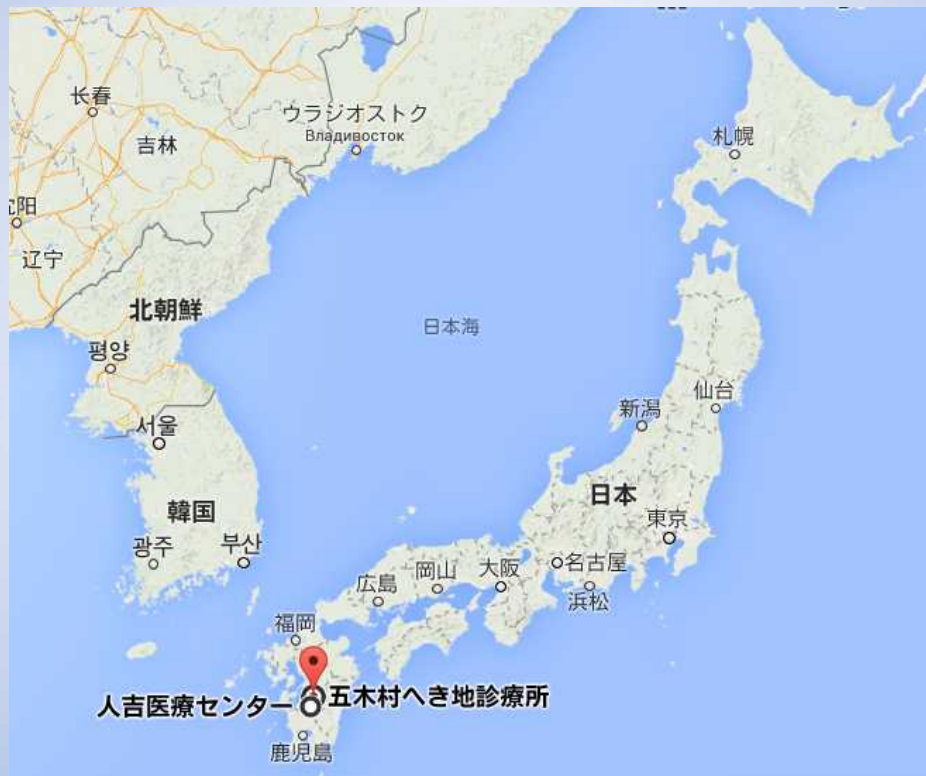 长春
吉林
ウラジオストク
Владивосток
札幌
阳
辽宁
北朝鮮
평양
日本海
서울
新潟
仙台
韓国
日本
東京
광주
부산
広島
岡山
大阪
名古屋
浜松
福岡
五木村へき地診療所
人吉医療センター
鹿児島